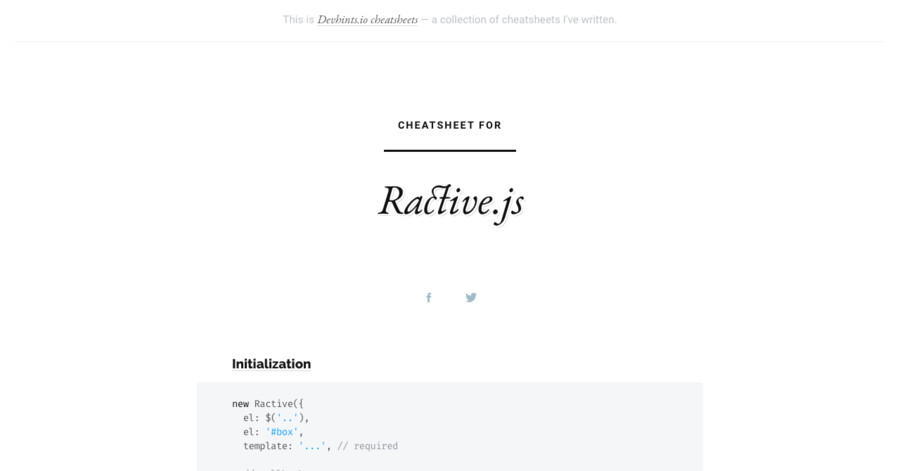 This is Devhints.io cheatsheets — a collection of cheatsheets I've written.
CHEATSHEET FOR
Ractive.js
Initialization
new Ractive({
  el: $('..'),
  el: '#box',
  template: '...', // required